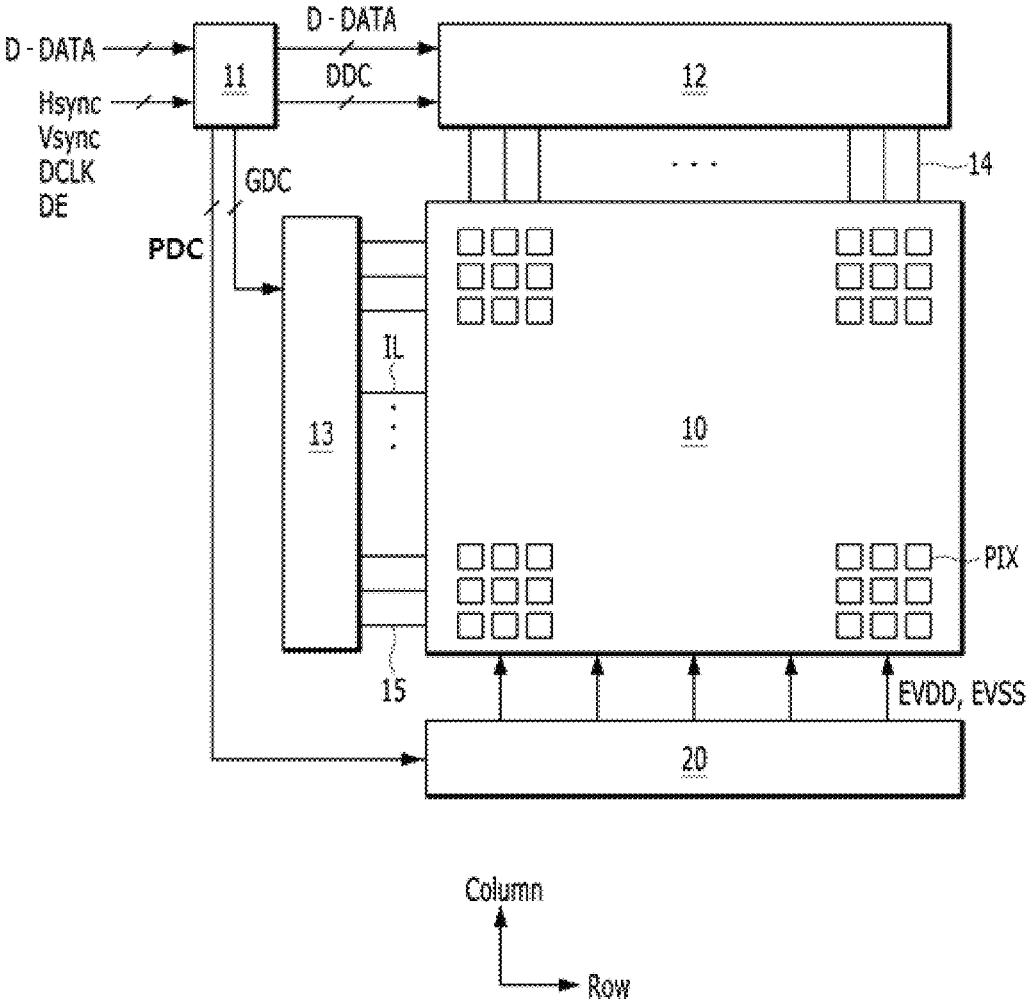 D - DATA
D - DATA
11
12
DDC
Hsync
Vsync
DCLK
DE
GDC
14
PDC
IL
13
10
PIX
15
EVDD, EVSS
20
Column
Row